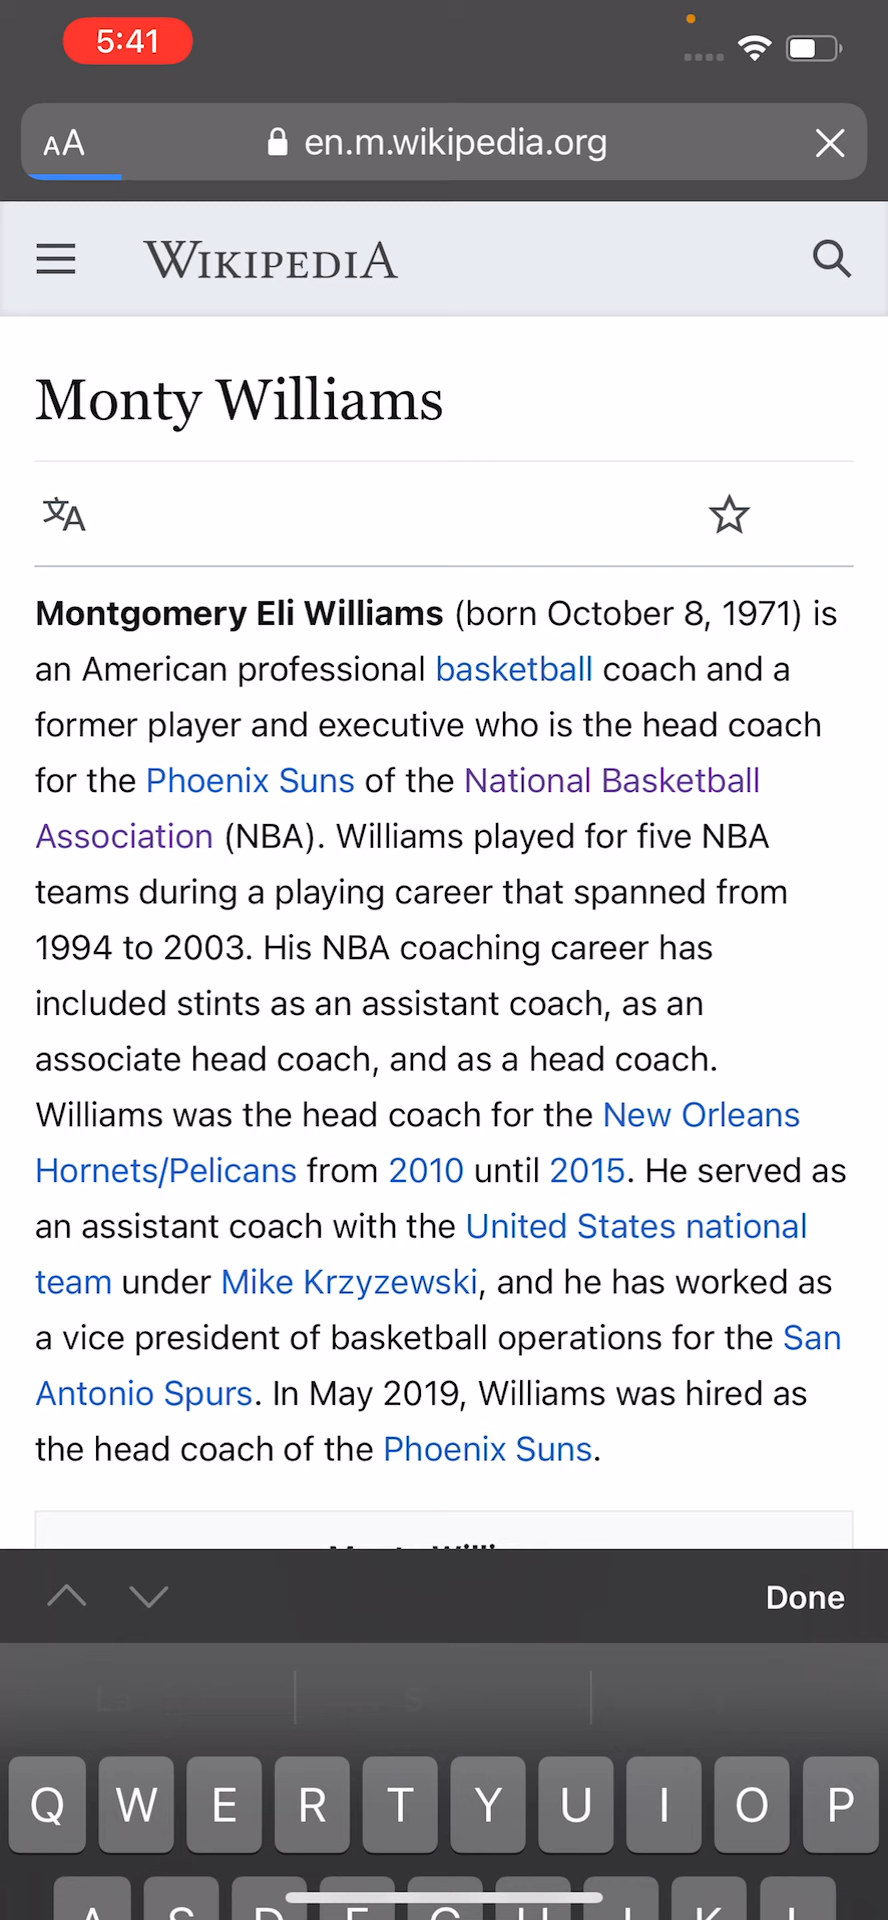 5:41
AA en.m.wikipedia.org
WIKIPEDIA
Monty Williams
文A
Montgomery Eli Williams (born October 8, 1971) is
an American professional basketball coach and a
former player and executive who is the head coach
for the Phoenix Suns of the National Basketball
Association (NBA). Williams played for five NBA
teams during a playing career that spanned from
1994 to 2003. His NBA coaching career has
included stints as an assistant coach, as an
associate head coach, and as a head coach.
Williams was the head coach for the New Orleans
Hornets/Pelicans from 2010 until 2015. He served as
an assistant coach with the United States national
team under Mike Krzyzewski, and he has worked as
a vice president of basketball operations for the San
Antonio Spurs. In May 2019, Williams was hired as
the head coach of the Phoenix Suns.
Done
Q W E R T Y U I O P